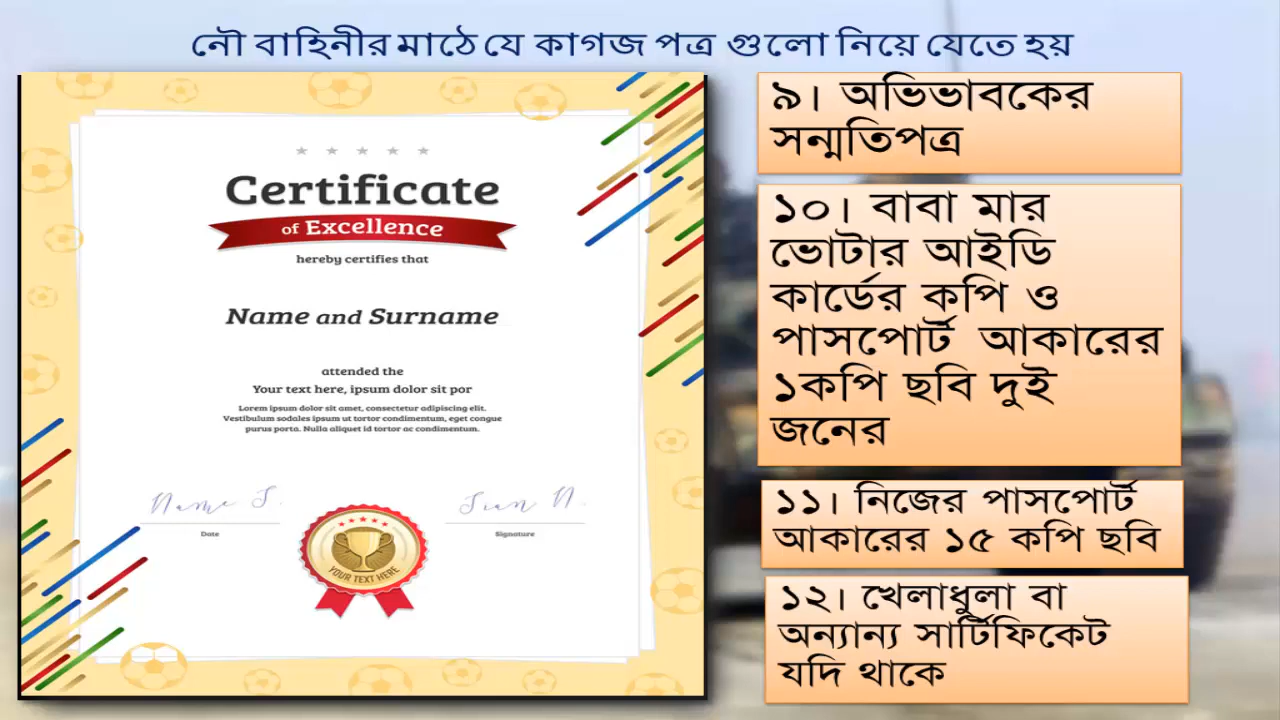 নৌ বাহিনীর মাঠে যে কাগজ পত্র গুলো নিয়ে যেতে হয়
Certificate
of Excellence
hereby certifies that
Name and Surname
attended the
Your text here, ipsum dolor sit por
Lorem ipsum dolor sit amet, consectetur adipiscing elit.
Vestibulum sodales ipsum ut tortor condimentum, eget congue
purus porta. Nulla aliquet id tortor ac condimentum.
Name S.
Date
Sign N.
Signature
YOUR TEXT HERE
৯। অভিভাবকের
সন্মতিপত্র
১০। বাবা মার
ভোটার আইডি
কার্ডের কপি ও
পাসপোর্ট আকারের
১কপি ছবি দুই
জনের
১১। নিজের পাসপোর্ট
আকারের ১৫ কপি ছবি
১২। খেলাধুলা বা
অন্যান্য সার্টিফিকেট
যদি থাকে